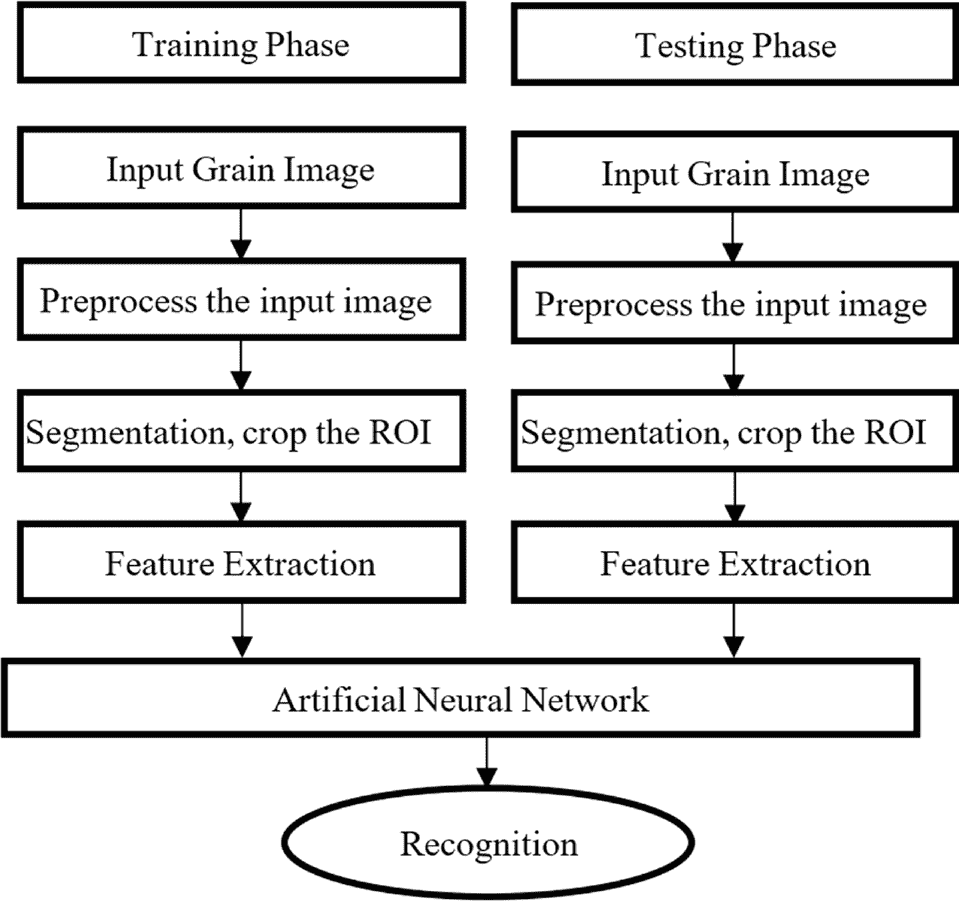 Training Phase
Testing Phase
Input Grain Image
Input Grain Image
Preprocess the input image
Preprocess the input image
Segmentation, crop the ROI
Segmentation, crop the ROI
Feature Extraction
Feature Extraction
Artificial Neural Network
Recognition